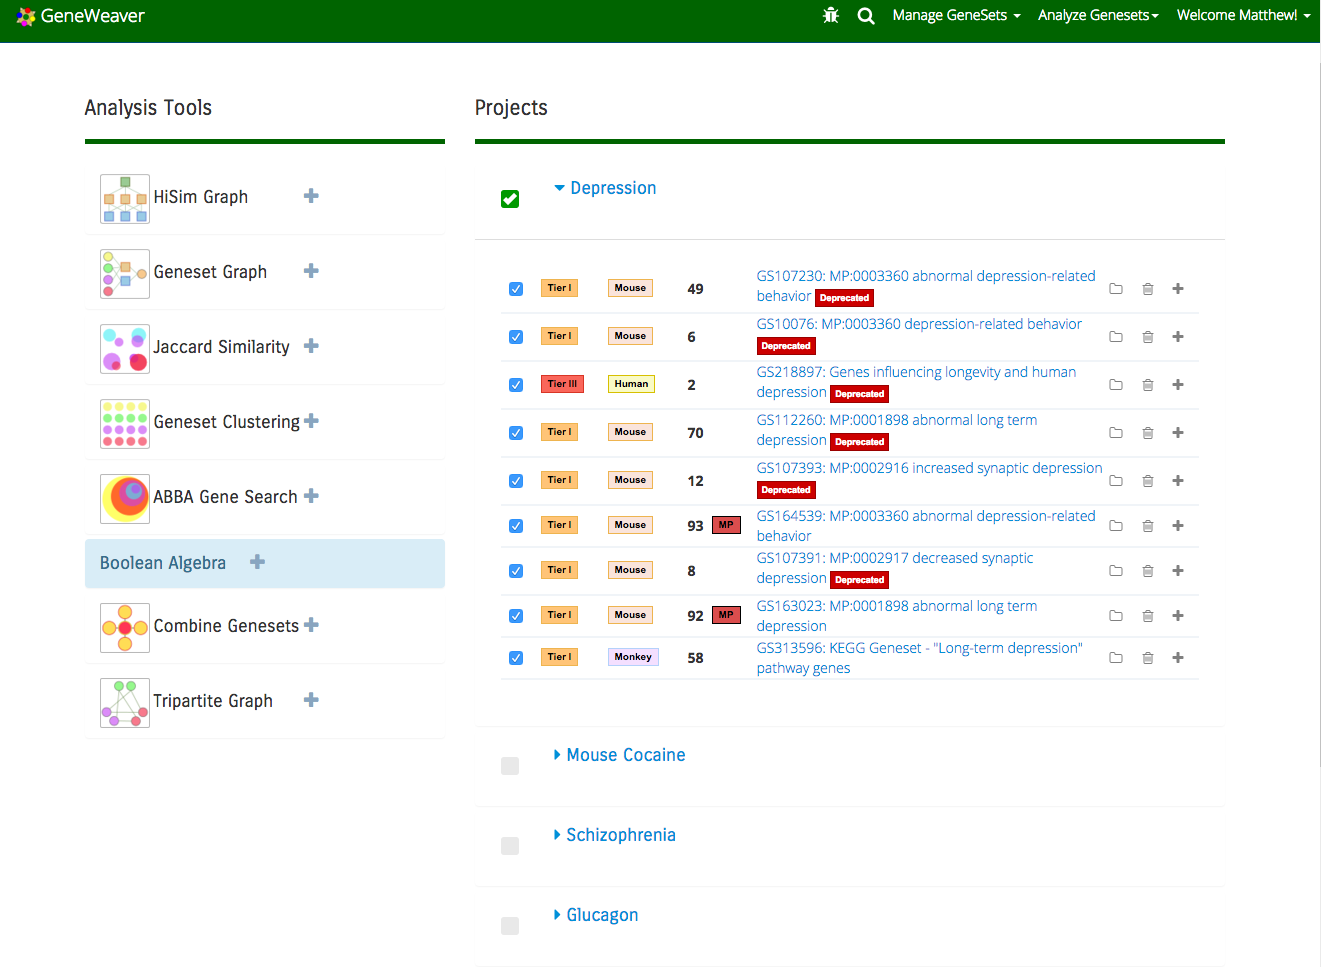 GeneWeaver
Manage GeneSets
Analyze Genesets
Welcome Matthew!
Analysis Tools
HiSim Graph
Geneset Graph
Jaccard Similarity
Geneset Clustering
ABBA Gene Search
Boolean Algebra
Combine Genesets
Tripartite Graph
Projects
Depression
Tier I Mouse 49 GS107230: MP:0003360 abnormal depression-related
behavior Deprecated
Tier I Mouse 6 GS10076: MP:0003360 depression-related behavior
Deprecated
Tier III Human 2 GS218897: Genes influencing longevity and human
depression Deprecated
Tier I Mouse 70 GS112260: MP:0001898 abnormal long term
depression Deprecated
Tier I Mouse 12 GS107393: MP:0002916 increased synaptic depression
Deprecated
Tier I Mouse 93 MP GS164539: MP:0003360 abnormal depression-related
behavior
Tier I Mouse 8 GS107391: MP:0002917 decreased synaptic
depression Deprecated
Tier I Mouse 92 MP GS163023: MP:0001898 abnormal long term
depression
Tier I Monkey 58 GS313596: KEGG Geneset - "Long-term depression"
pathway genes
Mouse Cocaine
Schizophrenia
Glucagon